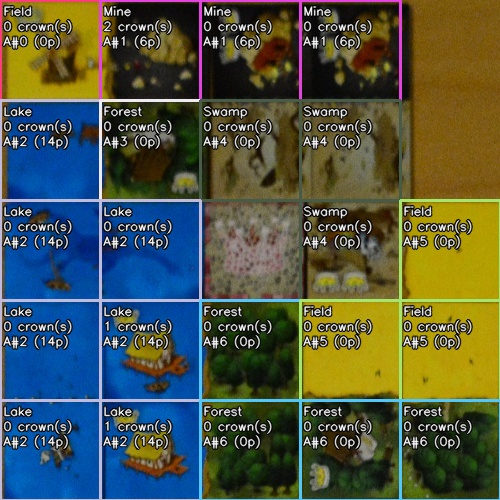 Field
0 crown(s)
A#0 (0p)
Mine
2 crown(s)
A#1 (6p)
Mine
0 crown(s)
A#1 (6p)
Mine
0 crown(s)
A#1 (6p)
Lake
0 crown(s)
A#2 (14p)
Forest
0 crown(s)
A#3 (0p)
Swamp
0 crown(s)
A#4 (0p)
Swamp
0 crown(s)
A#4 (0p)
Lake
0 crown(s)
A#2 (14p)
Lake
0 crown(s)
A#2 (14p)
Swamp
0 crown(s)
A#4 (0p)
Field
0 crown(s)
A#5 (0p)
Lake
0 crown(s)
A#2 (14p)
Lake
1 crown(s)
A#2 (14p)
Forest
0 crown(s)
A#6 (0p)
Field
0 crown(s)
A#5 (0p)
Field
0 crown(s)
A#5 (0p)
Lake
0 crown(s)
A#2 (14p)
Lake
1 crown(s)
A#2 (14p)
Forest
0 crown(s)
A#6 (0p)
Forest
0 crown(s)
A#6 (0p)
Forest
0 crown(s)
A#6 (0p)